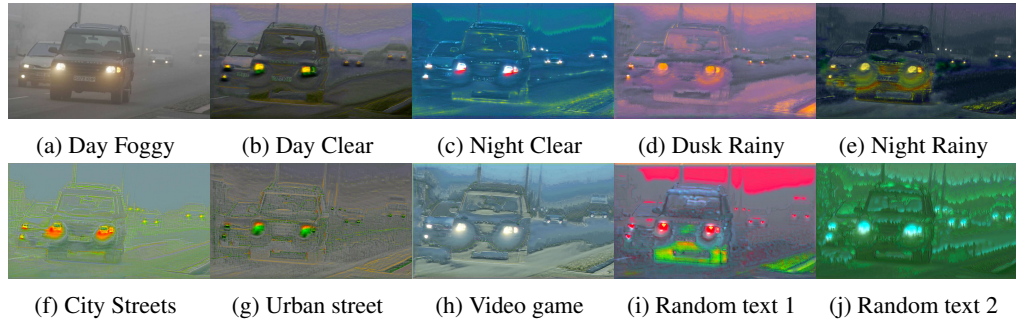 (a) Day Foggy (b) Day Clear (c) Night Clear (d) Dusk Rainy (e) Night Rainy
(f) City Streets (g) Urban street (h) Video game (i) Random text 1 (j) Random text 2